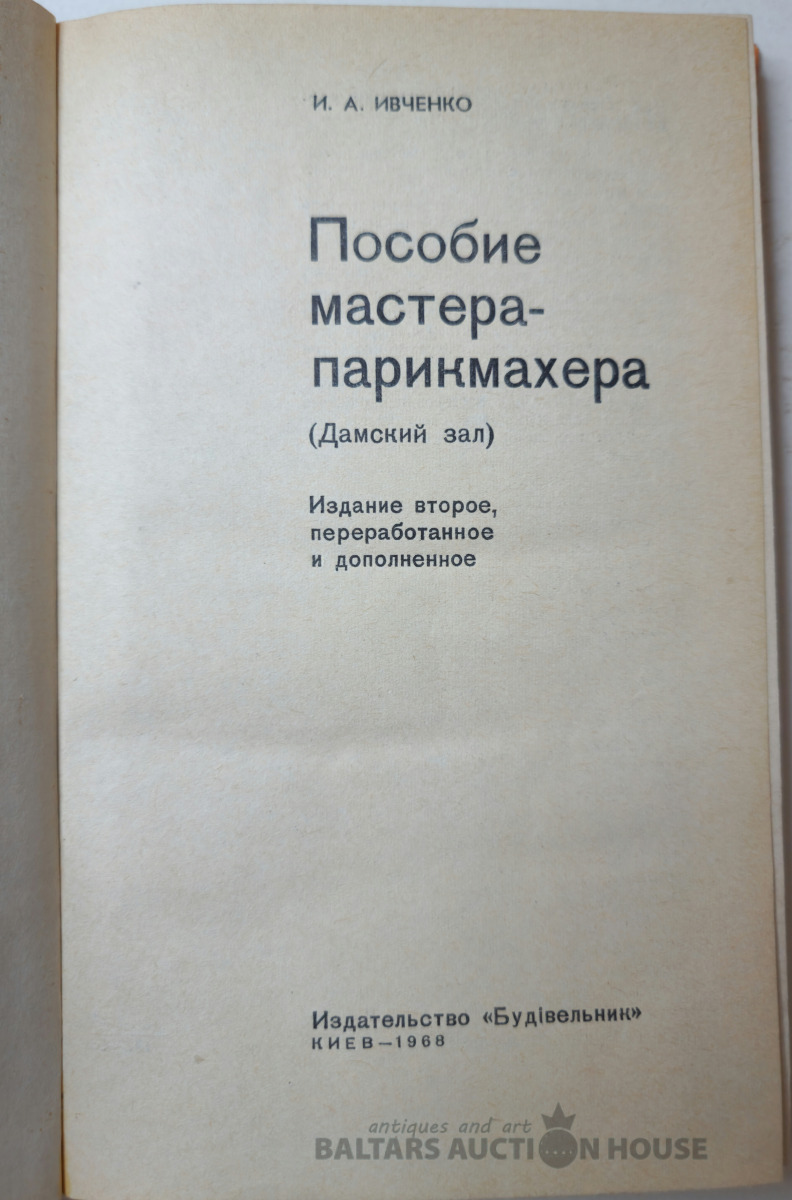 И. А. ИВЧЕНКО
Пособие
мастера-
парикмахера
(Дамский зал)
Издание второе,
переработанное
и дополненное
Издательство «Будівельник»
КИЕВ—1968
antiques and art
BALTARS AUCTION HOUSE